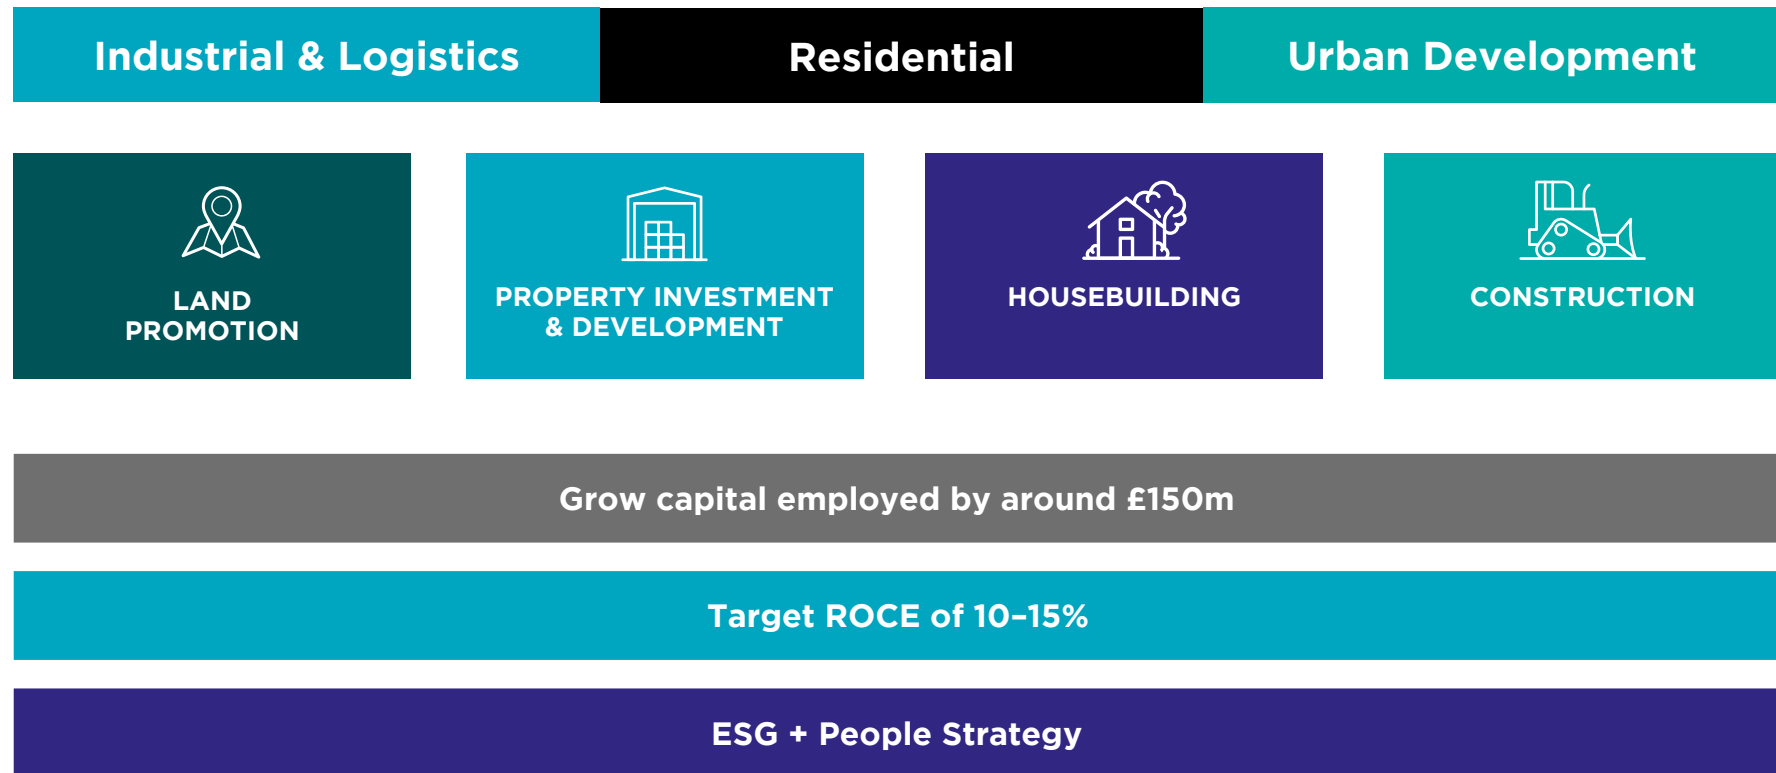 Industrial & Logistics
Residential
Urban Development
LAND
PROMOTION
PROPERTY INVESTMENT
& DEVELOPMENT
HOUSEBUILDING
CONSTRUCTION
Grow capital employed by around £150m
Target ROCE of 10–15%
ESG + People Strategy